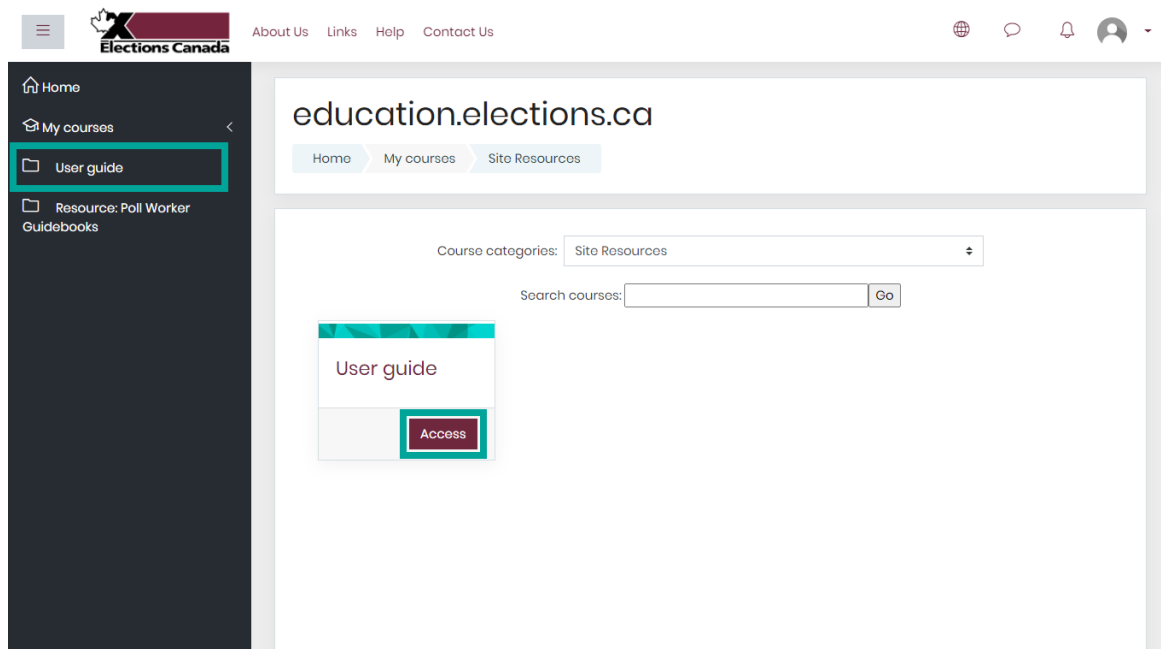 Elections Canada
About Us Links Help Contact Us
Home
My courses
User guide
Resource: Poll Worker
Guidebooks
education.elections.ca
Home My courses Site Resources
Course categories: Site Resources
Search courses: Go
User guide
Access